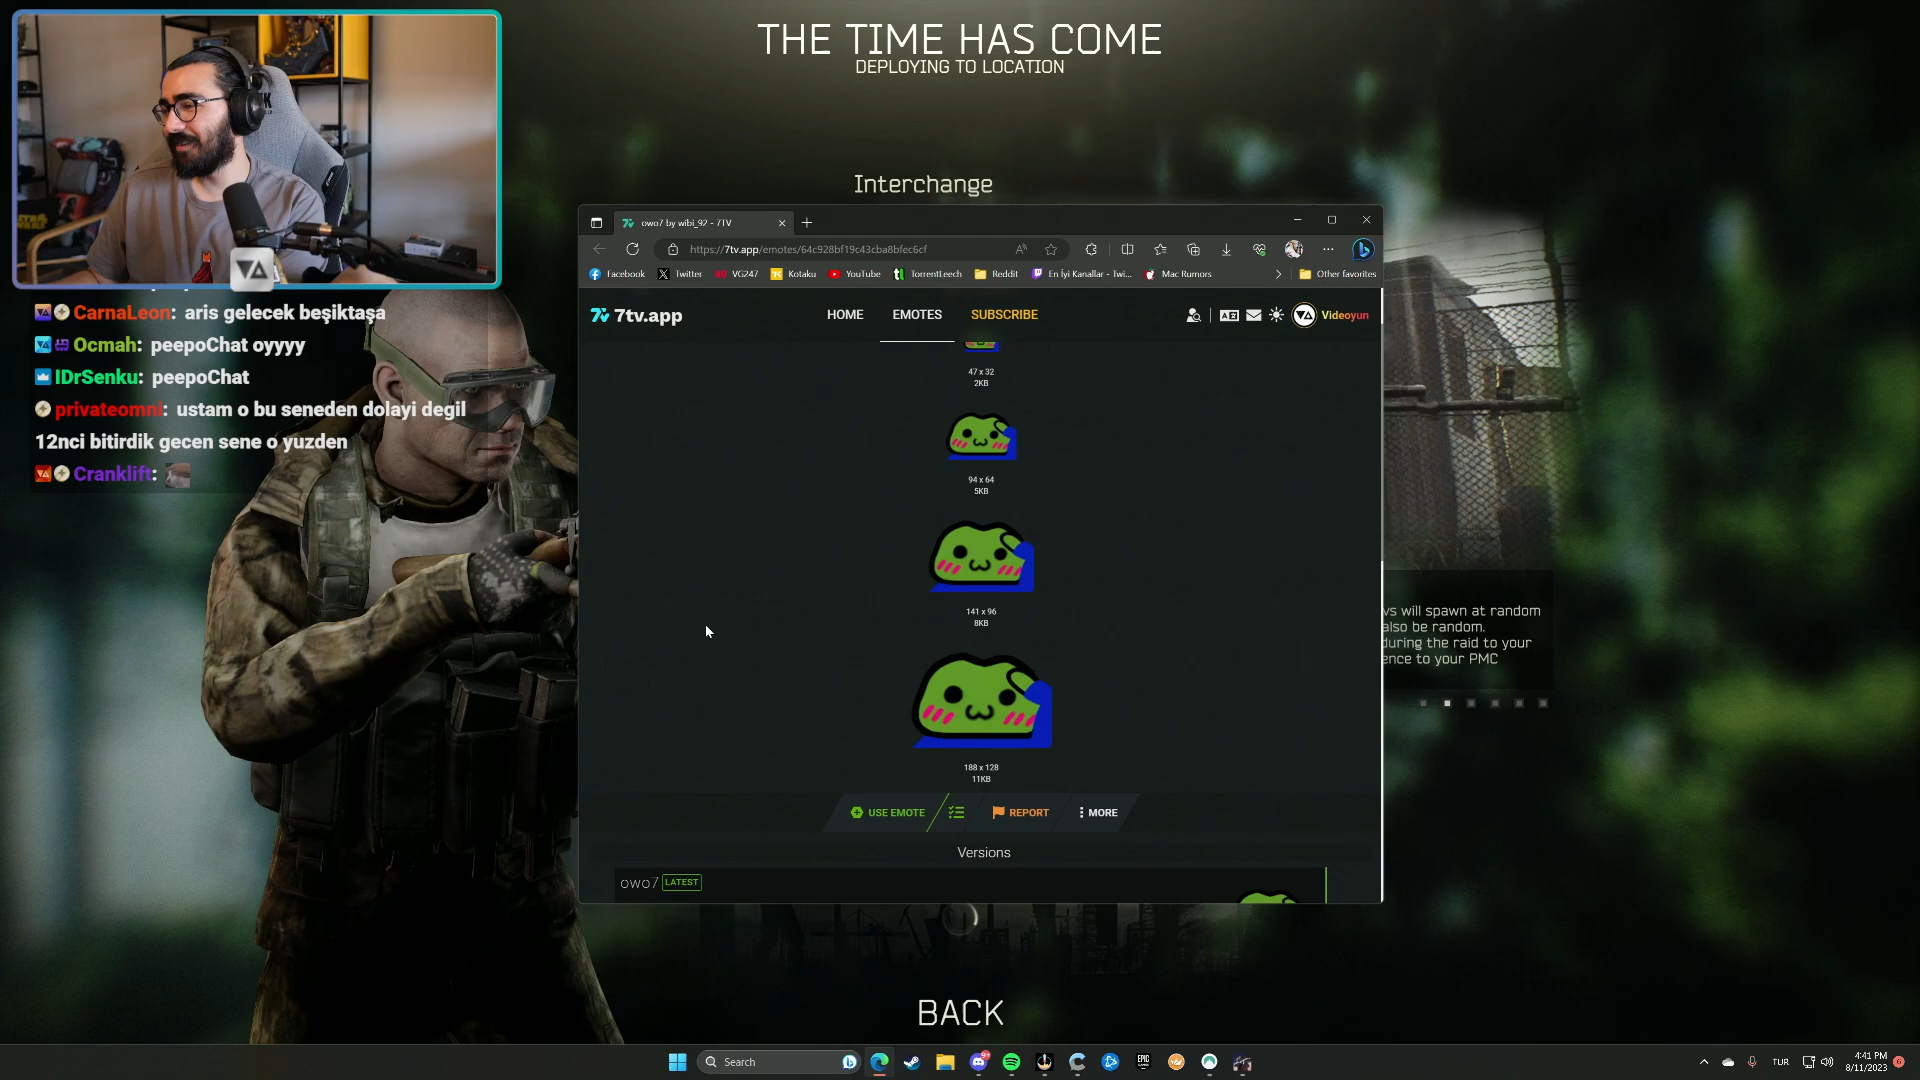 THE TIME HAS COME
DEPLOYING TO LOCATION
Interchange
CarnaLeon: aris gelecek beşiktaşa
Ocmah: peepoChat oyyyy
IDrSenku: peepoChat
privateomni: ustam o bu seneden dolayi degil
12nci bitirdik gecen sene o yuzden
Cranklift:
owo7 by wibi_92 - 7TV
https://7tv.app/emotes/64c928bf19c43cba8bfec6cf
Facebook Twitter VG247 Kotaku YouTube TorrentLeech Reddit En İyi Kanallar - Twi... Mac Rumors Other favorites
7tv.app HOME EMOTES SUBSCRIBE Videoyun
47 x 32
2KB
94 x 64
5KB
141 x 96
8KB
188 x 128
11KB
USE EMOTE REPORT MORE
Versions
owo7 LATEST
will spawn at random
also be random.
during the raid to your
to your PMC
BACK
Search
TUR
4:41 PM
8/11/2023